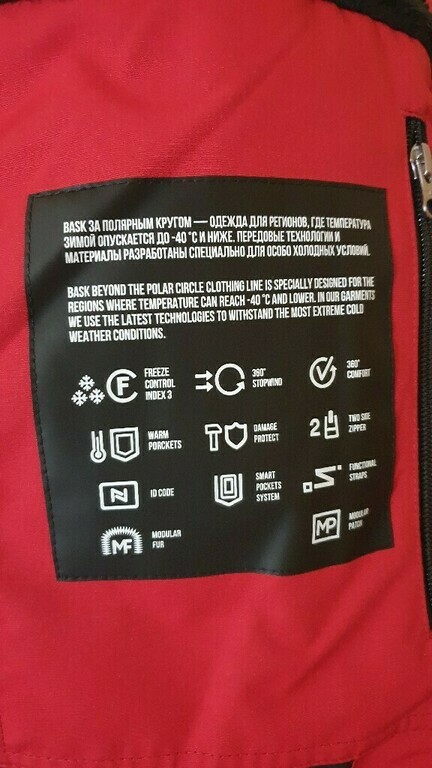 BASK ЗА ПОЛЯРНЫМ КРУГОМ — ОДЕЖДА ДЛЯ РЕГИОНОВ, ГДЕ ТЕМПЕРАТУРА
ЗИМОЙ ОПУСКАЕТСЯ ДО -40 °C И НИЖЕ. ПЕРЕДОВЫЕ ТЕХНОЛОГИИ И
МАТЕРИАЛЫ РАЗРАБОТАНЫ СПЕЦИАЛЬНО ДЛЯ ОСОБО ХОЛОДНЫХ УСЛОВИЙ.
BASK BEYOND THE POLAR CIRCLE CLOTHING LINE IS SPECIALLY DESIGNED FOR THE
REGIONS WHERE TEMPERATURE CAN REACH -40 °C AND LOWER. IN OUR GARMENTS
WE USE THE LATEST TECHNOLOGIES TO WITHSTAND THE MOST EXTREME COLD
WEATHER CONDITIONS.
F FREEZE
CONTROL
INDEX 3
360°
STOPWIND
360°
COMFORT
WARM
PORCKETS
DAMAGE
PROTECT
2 TWO SIDE
ZIPPER
N ID CODE
SMART
POCKETS
SYSTEM
FUNCTIONAL
STRAPS
MF MODULAR
FUR
MP MODULAR
PATCH